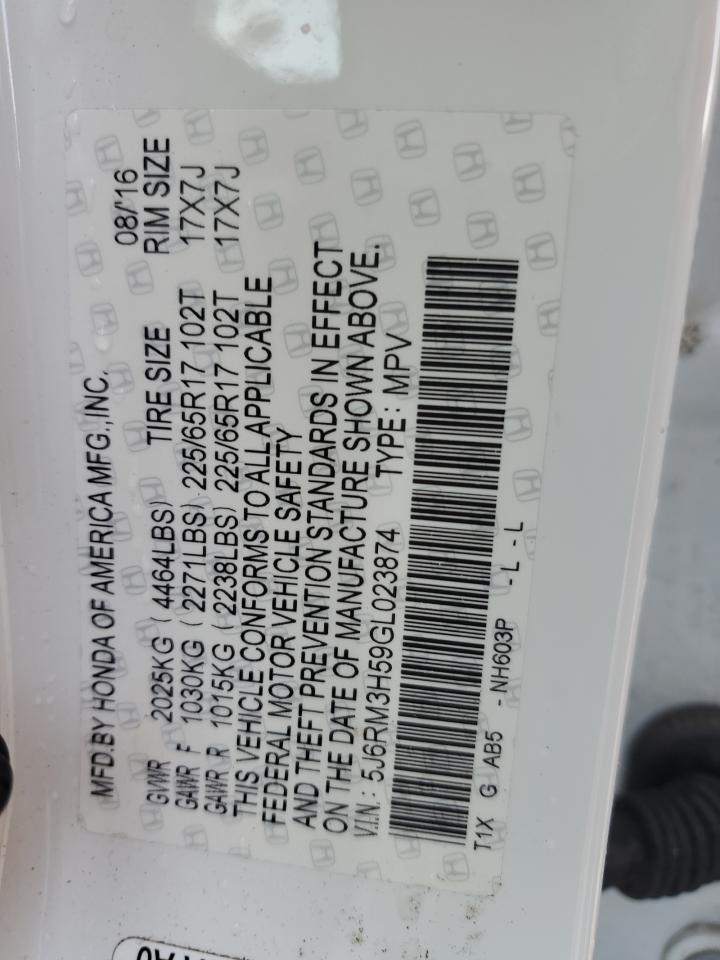 MFD.BY HONDA OF AMERICA MFG.,INC. 08/'16
GVWR 2025KG ( 4464LBS) TIRE SIZE RIM SIZE
GAWR F 1030KG ( 2271LBS) 225/65R17 102T 17X7J
GAWR R 1015KG ( 2238LBS) 225/65R17 102T 17X7J
THIS VEHICLE CONFORMS TO ALL APPLICABLE
FEDERAL MOTOR VEHICLE SAFETY
AND THEFT PREVENTION STANDARDS IN EFFECT
ON THE DATE OF MANUFACTURE SHOWN ABOVE.
V.I.N.: 5J6RM3H59GL023874 TYPE: MPV
T1X G AB5 - NH603P - L - L